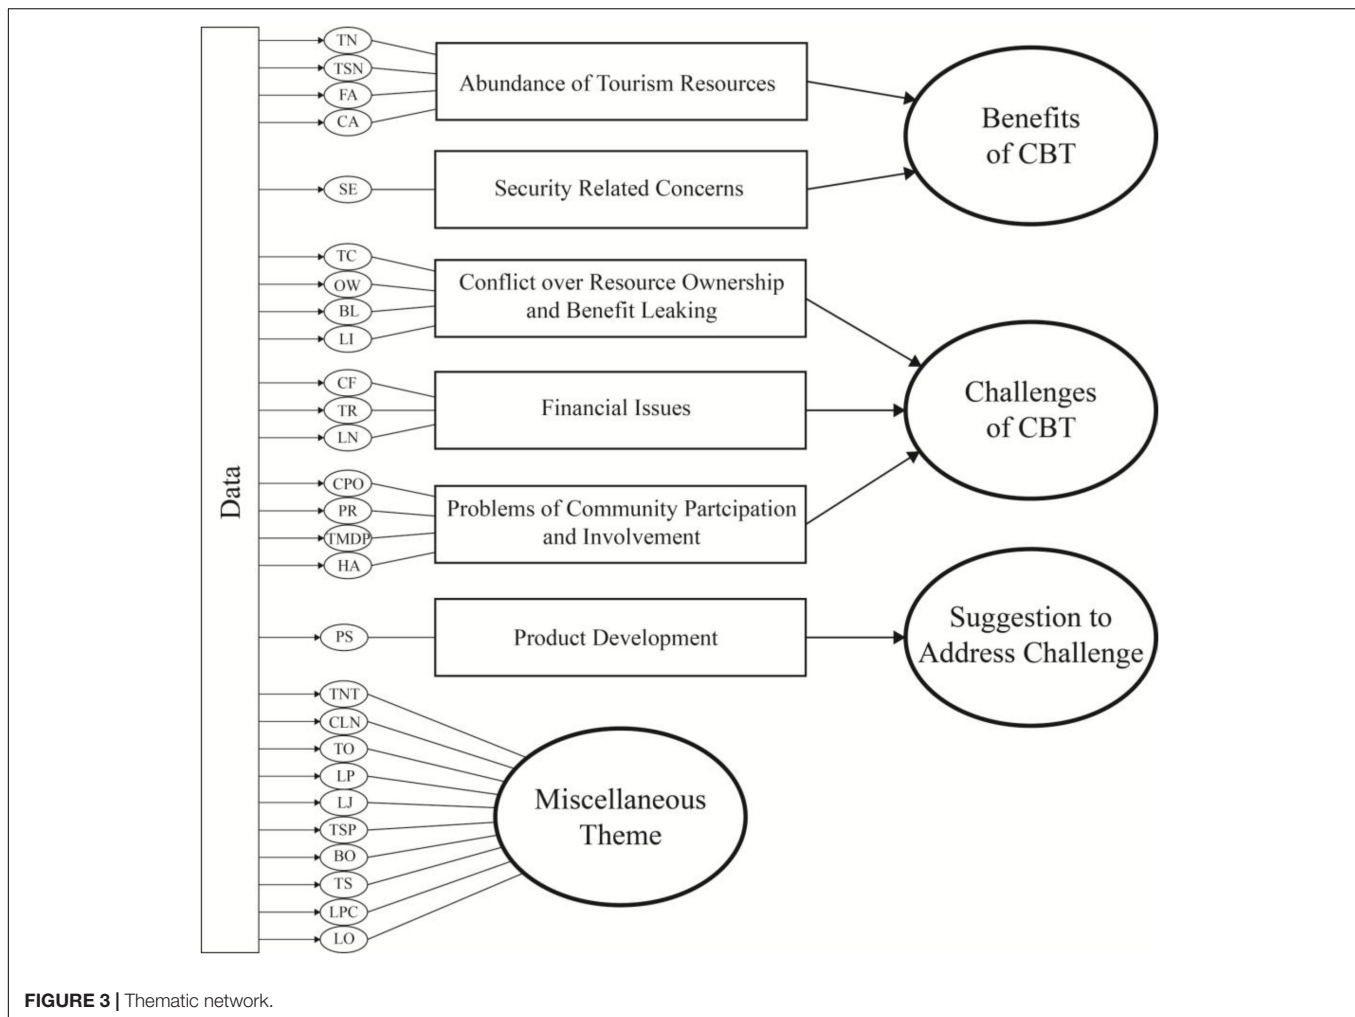 Data
TN
TSN
FA
CA
Abundance of Tourism Resources
Benefits
of CBT
SE
Security Related Concerns
TC
OW
BL
LI
Conflict over Resource Ownership
and Benefit Leaking
CF
TR
LN
Financial Issues
Challenges
of CBT
CPO
PR
TMDP
HA
Problems of Community Partcipation
and Involvement
PS
Product Development
Suggestion to
Address Challenge
TNT
CLN
TO
LP
LJ
TSP
BO
TS
LPC
LO
Miscellaneous
Theme
FIGURE 3 | Thematic network.